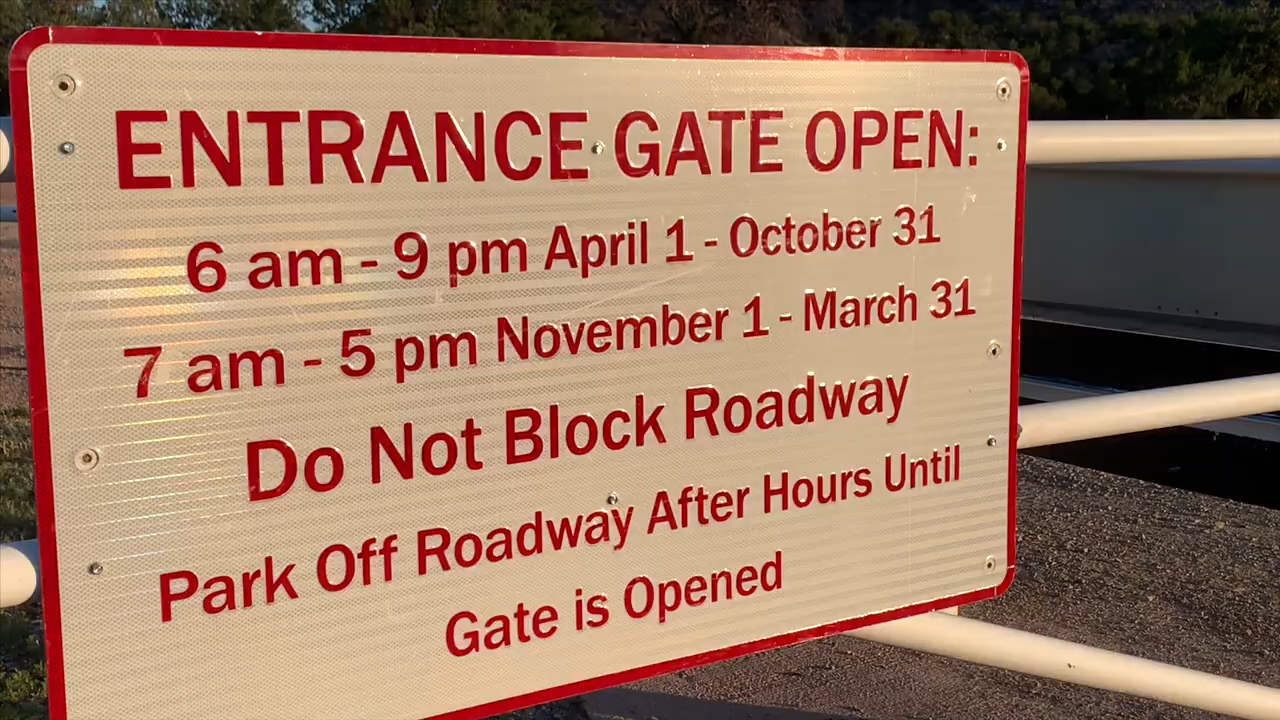 ENTRANCE GATE OPEN:
6 am - 9 pm April 1 - October 31
7 am - 5 pm November 1 - March 31
Do Not Block Roadway
Park Off Roadway After Hours Until
Gate is Opened